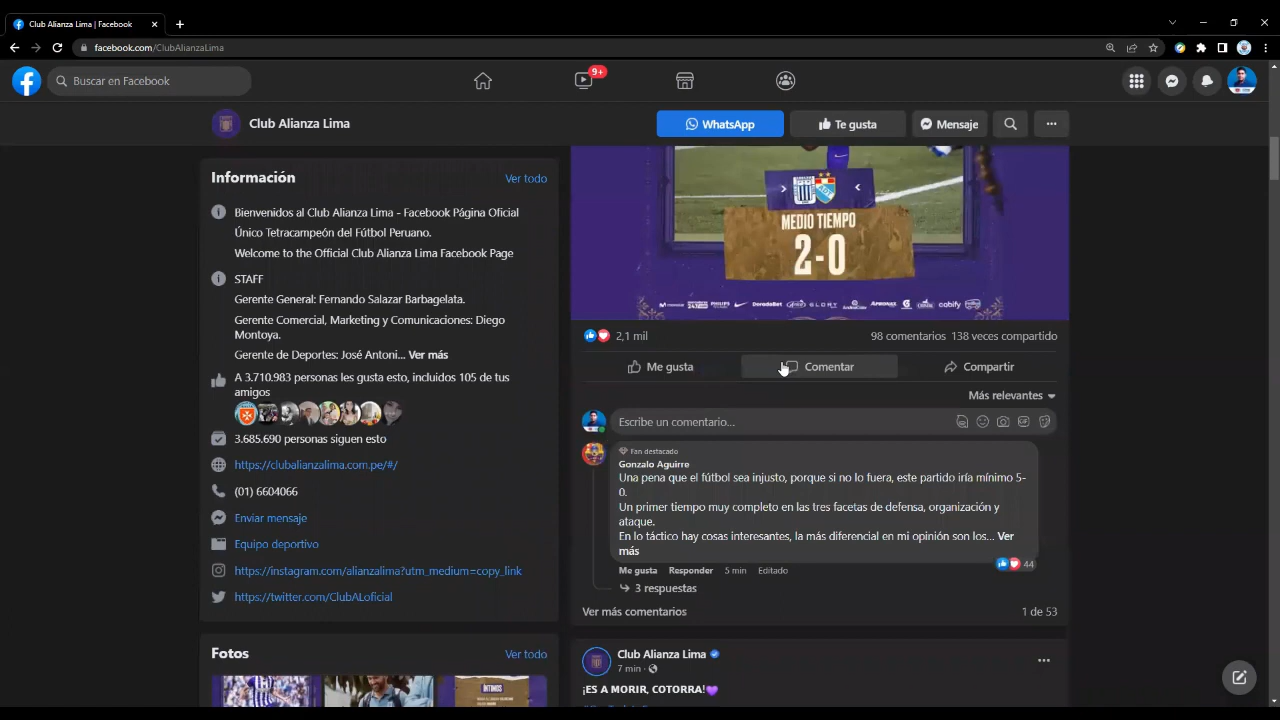 Club Alianza Lima | Facebook
facebook.com/ClubAlianzaLima
Buscar en Facebook
9+
Club Alianza Lima
WhatsApp
Te gusta
Mensaje
Información
Ver todo
Bienvenidos al Club Alianza Lima - Facebook Página Oficial
Único Tetracampeón del Fútbol Peruano.
Welcome to the Official Club Alianza Lima Facebook Page
STAFF
Gerente General: Fernando Salazar Barbagelata.
Gerente Comercial, Marketing y Comunicaciones: Diego
Montoya.
Gerente de Deportes: José Antoni... Ver más
A 3.710.983 personas les gusta esto, incluidos 105 de tus
amigos
3.685.690 personas siguen esto
https://clubalianzalima.com.pe/#/
(01) 6604066
Enviar mensaje
Equipo deportivo
https://instagram.com/alianzalima?utm_medium=copy_link
https://twitter.com/ClubALoficial
Fotos
Ver todo
ÍNTIMOS
MEDIO TIEMPO
2-0
movistar
PHILIPS
DoradoBet
GLORY
APRONAX
cabify
2,1 mil
98 comentarios 138 veces compartido
Me gusta
Comentar
Compartir
Más relevantes
Escribe un comentario...
GIF
Fan destacado
Gonzalo Aguirre
Una pena que el fútbol sea injusto, porque si no lo fuera, este partido iría mínimo 5-
0.
Un primer tiempo muy completo en las tres facetas de defensa, organización y
ataque.
En lo táctico hay cosas interesantes, la más diferencial en mi opinión son los... Ver
más
44
Me gusta Responder 5 min Editado
3 respuestas
Ver más comentarios
1 de 53
Club Alianza Lima
7 min
¡ES A MORIR, COTORRA!💜